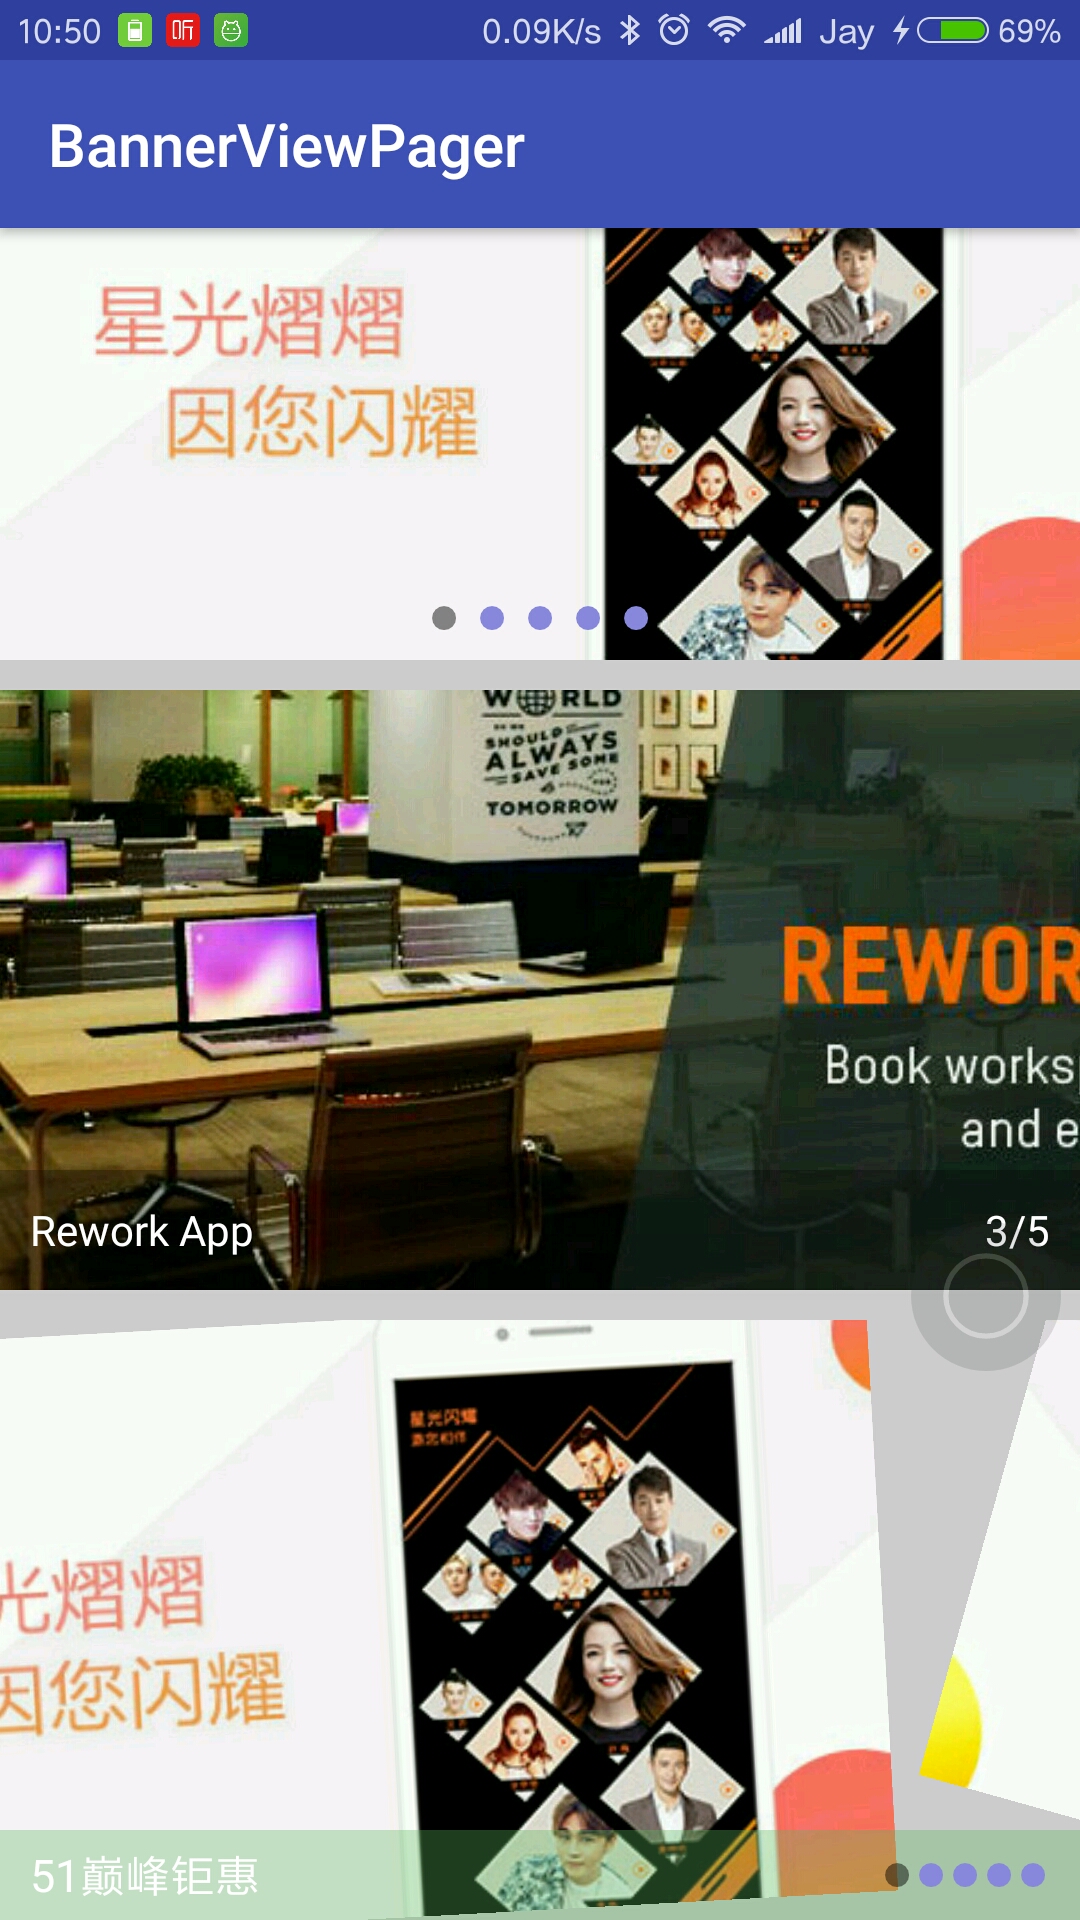 10:50 听 0.09K/s Jay 69%
BannerViewPager
星光熠熠
因您闪耀
WORLD
SHOULD
ALWAYS
SAVE SOME
TOMORROW
REWOR
Book works
and e
Rework App 3/5
星光闪耀
光熠熠
因您闪耀
51巅峰钜惠